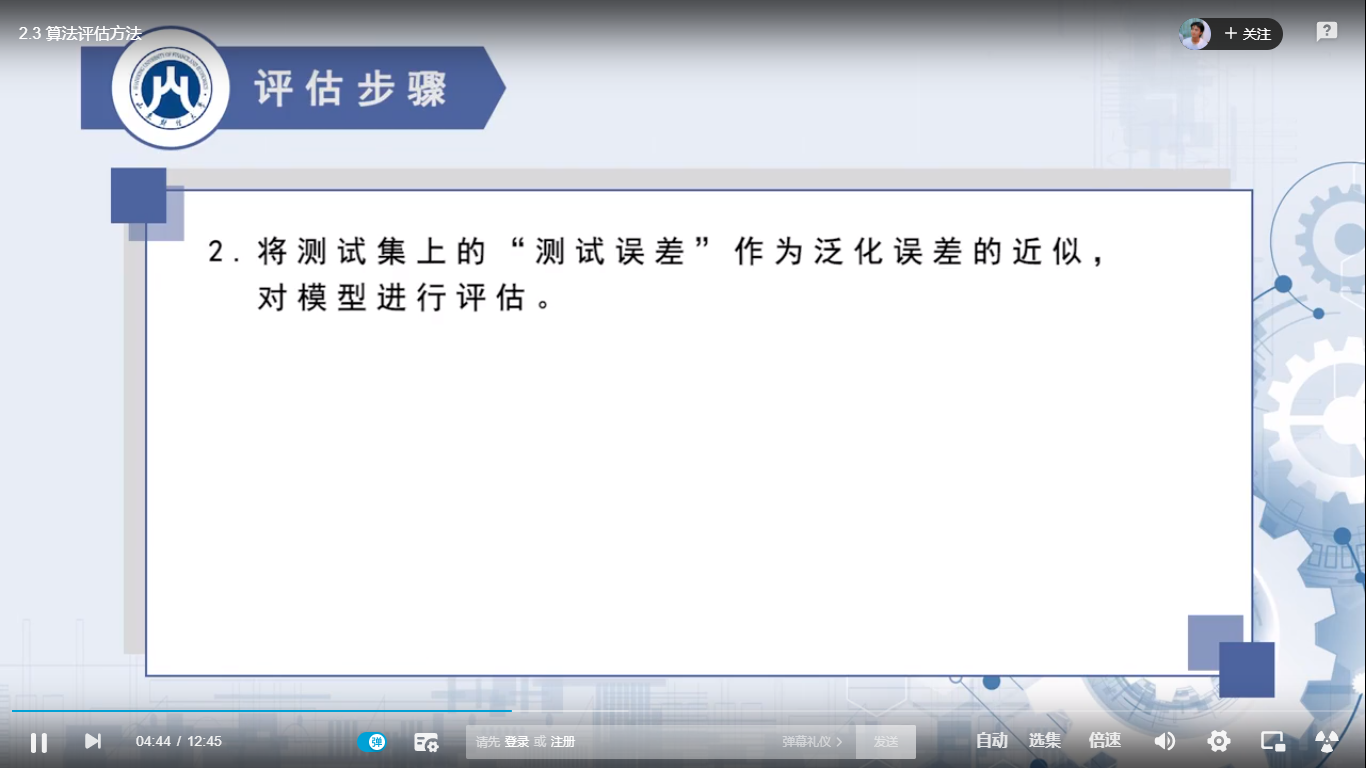 2.3 算法评估方法
+ 关注
评估步骤
2. 将测试集上的“测试误差”作为泛化误差的近似，
对模型进行评估。
04:44 / 12:45
弹
请先 登录 或 注册
弹幕礼仪 >
发送
自动
选集
倍速